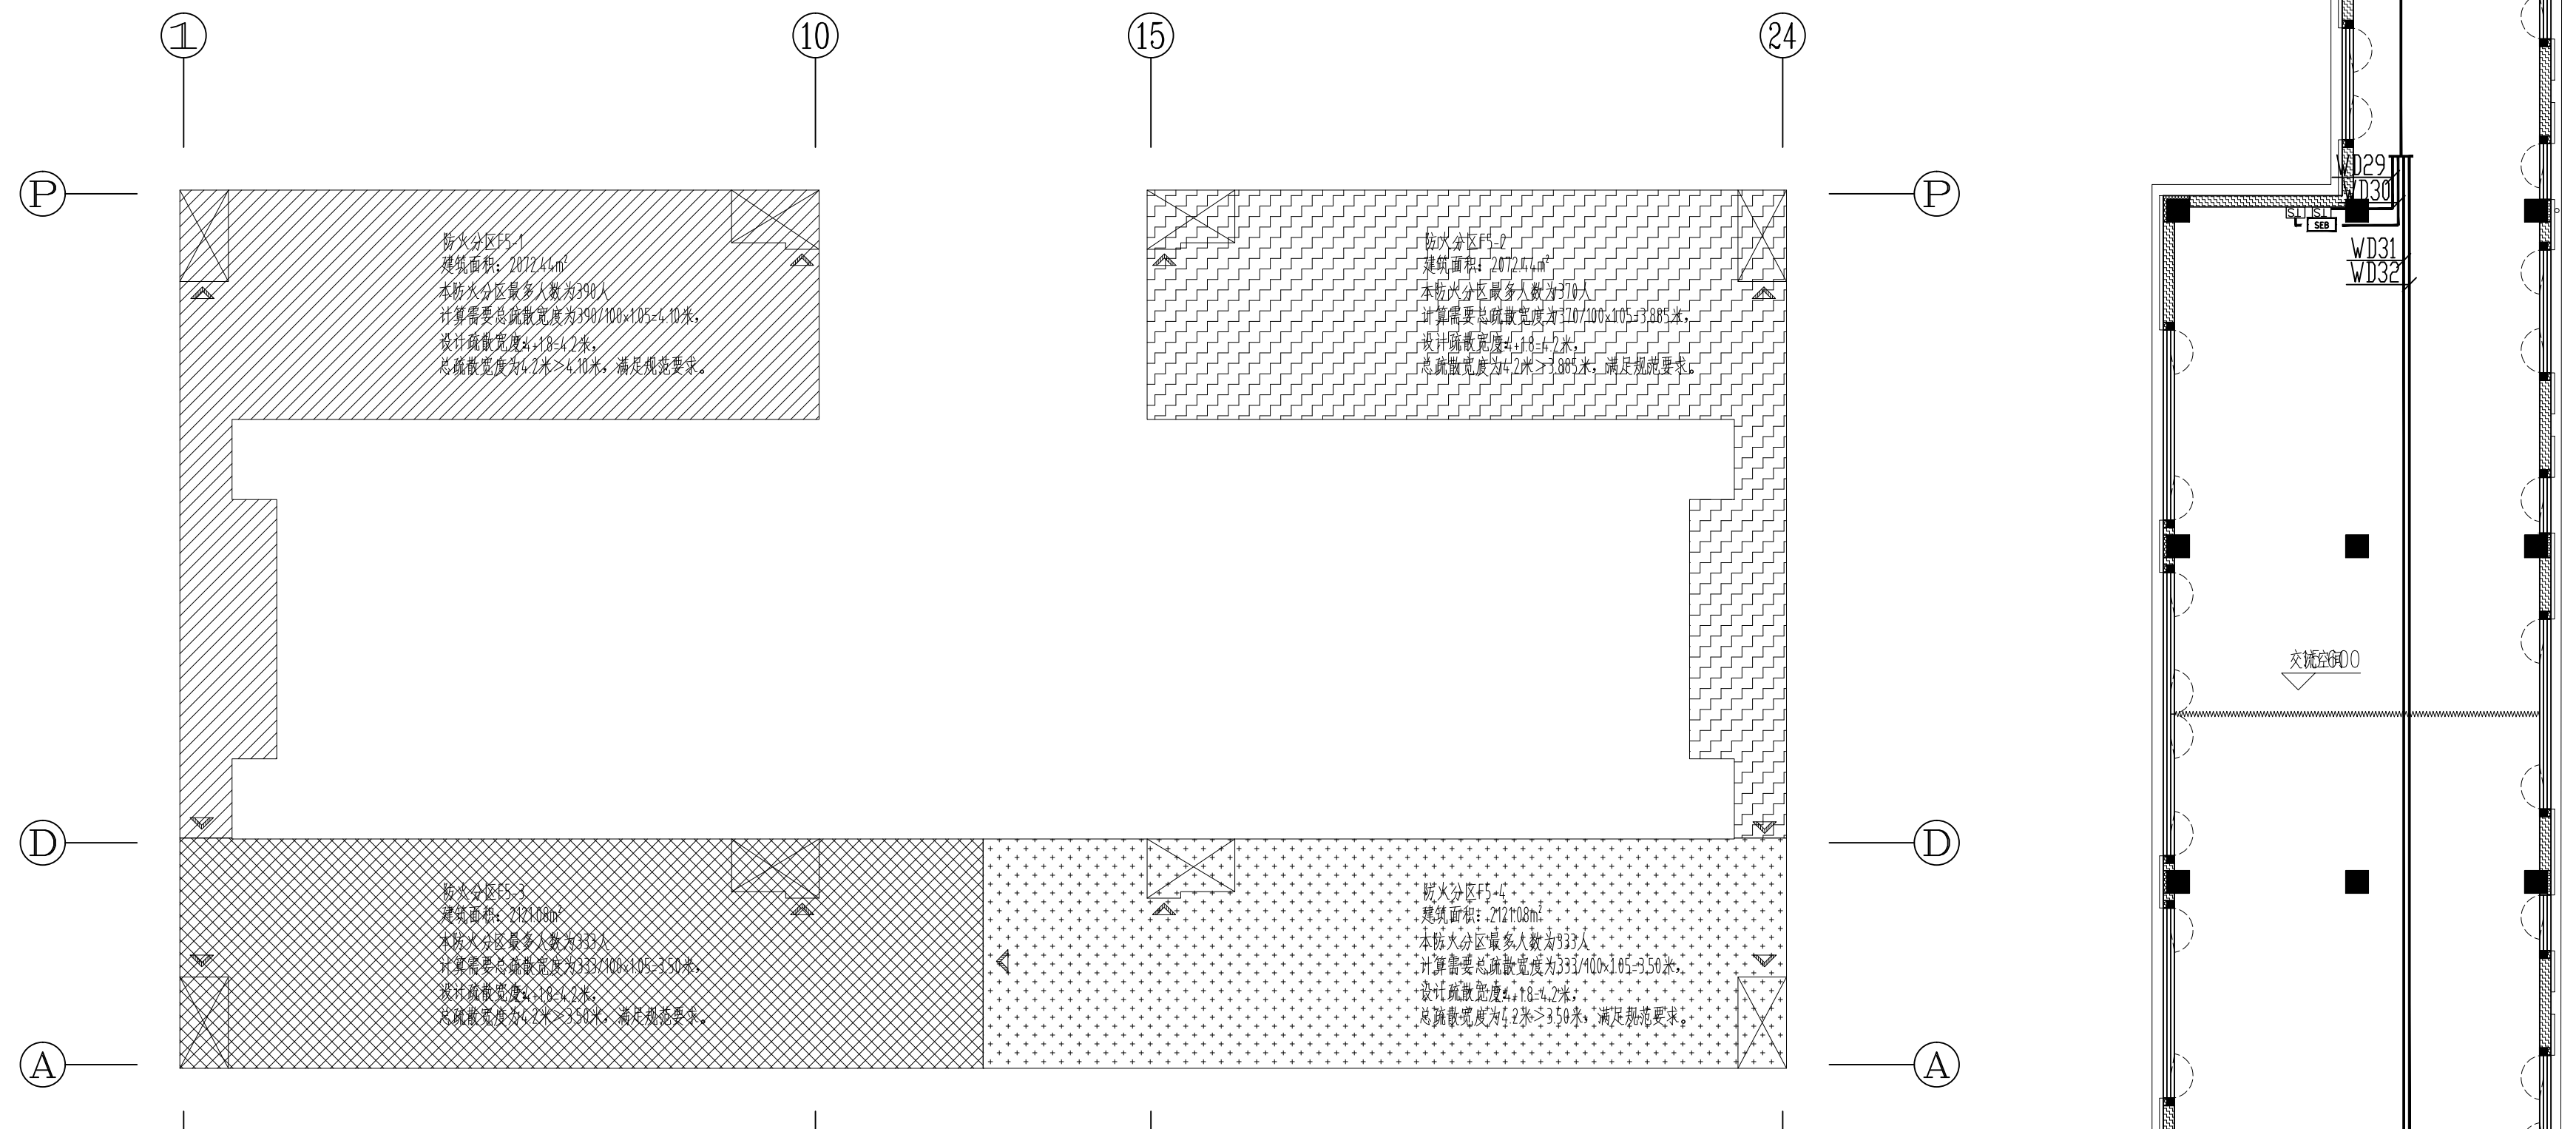 1
10
15
24
P
P
防火分区F5-1
建筑面积：2072.44m²
本防火分区最多人数为390人
计算需要总疏散宽度为390/100x1.05=4.10米，
设计疏散宽度:2.4+1.8=4.2米，
总疏散宽度为4.2米＞4.10米，满足规范要求。
防火分区F5-2
建筑面积：2072.44m²
本防火分区最多人数为370人
计算需要总疏散宽度为370/100x1.05=3.885米，
设计疏散宽度:2.4+1.8=4.2米，
总疏散宽度为4.2米＞3.885米，满足规范要求。
D
D
防火分区F5-3
建筑面积：2121.08m²
本防火分区最多人数为333人
计算需要总疏散宽度为333/100x1.05=3.50米，
设计疏散宽度:2.4+1.8=4.2米，
总疏散宽度为4.2米＞3.50米，满足规范要求。
防火分区F5-4
建筑面积：2121.08m²
本防火分区最多人数为333人
计算需要总疏散宽度为333/100x1.05=3.50米，
设计疏散宽度:2.4+1.8=4.2米，
总疏散宽度为4.2米＞3.50米，满足规范要求。
A
A
WD29
WD30
SEB
WD31
WD32
交流空间